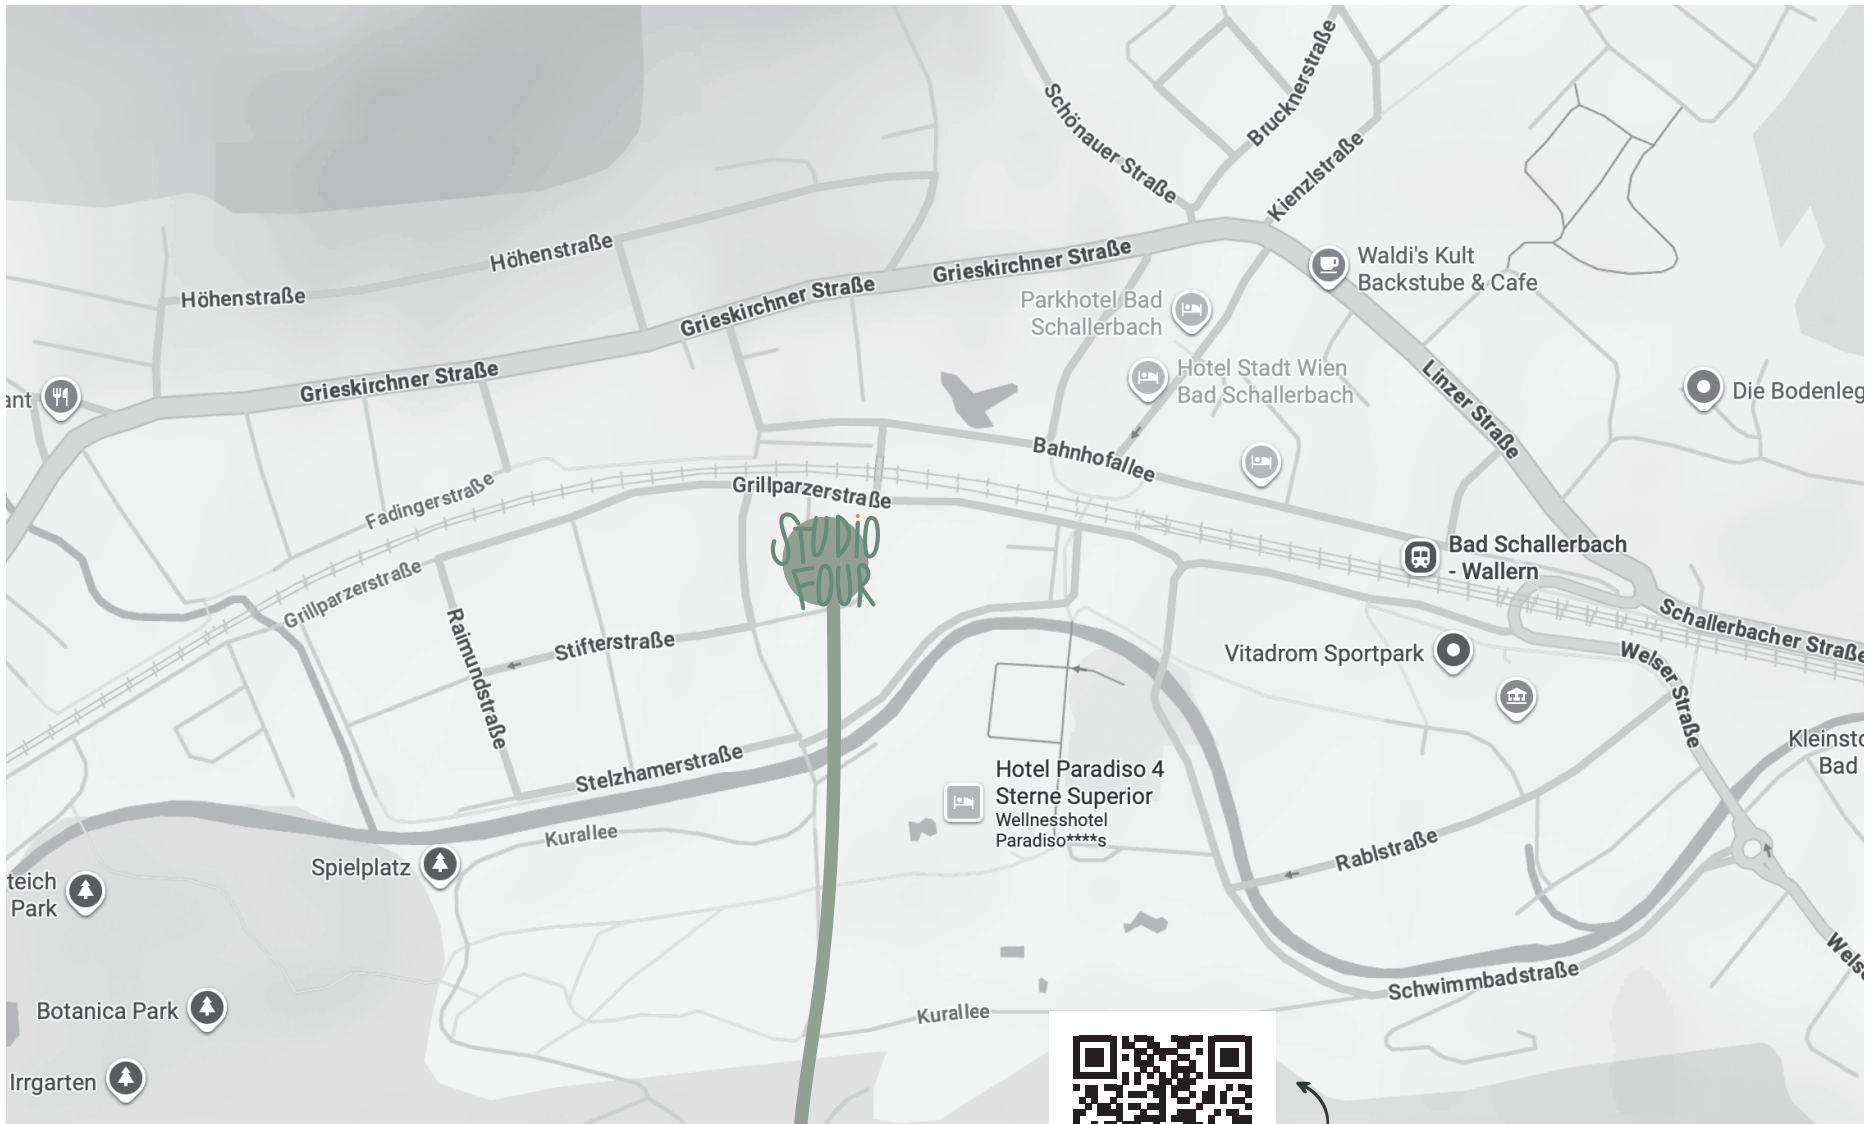 Schönauer Straße
Brucknerstraße
Kienzlstraße
Höhenstraße
Höhenstraße
Grieskirchner Straße
Grieskirchner Straße
Grieskirchner Straße
Waldi's Kult
Backstube & Cafe
Parkhotel Bad
Schallerbach
Hotel Stadt Wien
Bad Schallerbach
Linzer Straße
Die Bodenleg
ant
Bahnhofallee
Fadingerstraße
Grillparzerstraße
STUDiO
FOUR
Bad Schallerbach
- Wallern
Grillparzerstraße
Raimundstraße
Stifterstraße
Schallerbacher Straße
Vitadrom Sportpark
Welser Straße
Stelzhamerstraße
Hotel Paradiso 4
Sterne Superior
Wellnesshotel
Paradiso****s
Kleinsto
Bad
Kurallee
Rablstraße
Spielplatz
teich
Park
Welse
Schwimmbadstraße
Botanica Park
Kurallee
Irrgarten